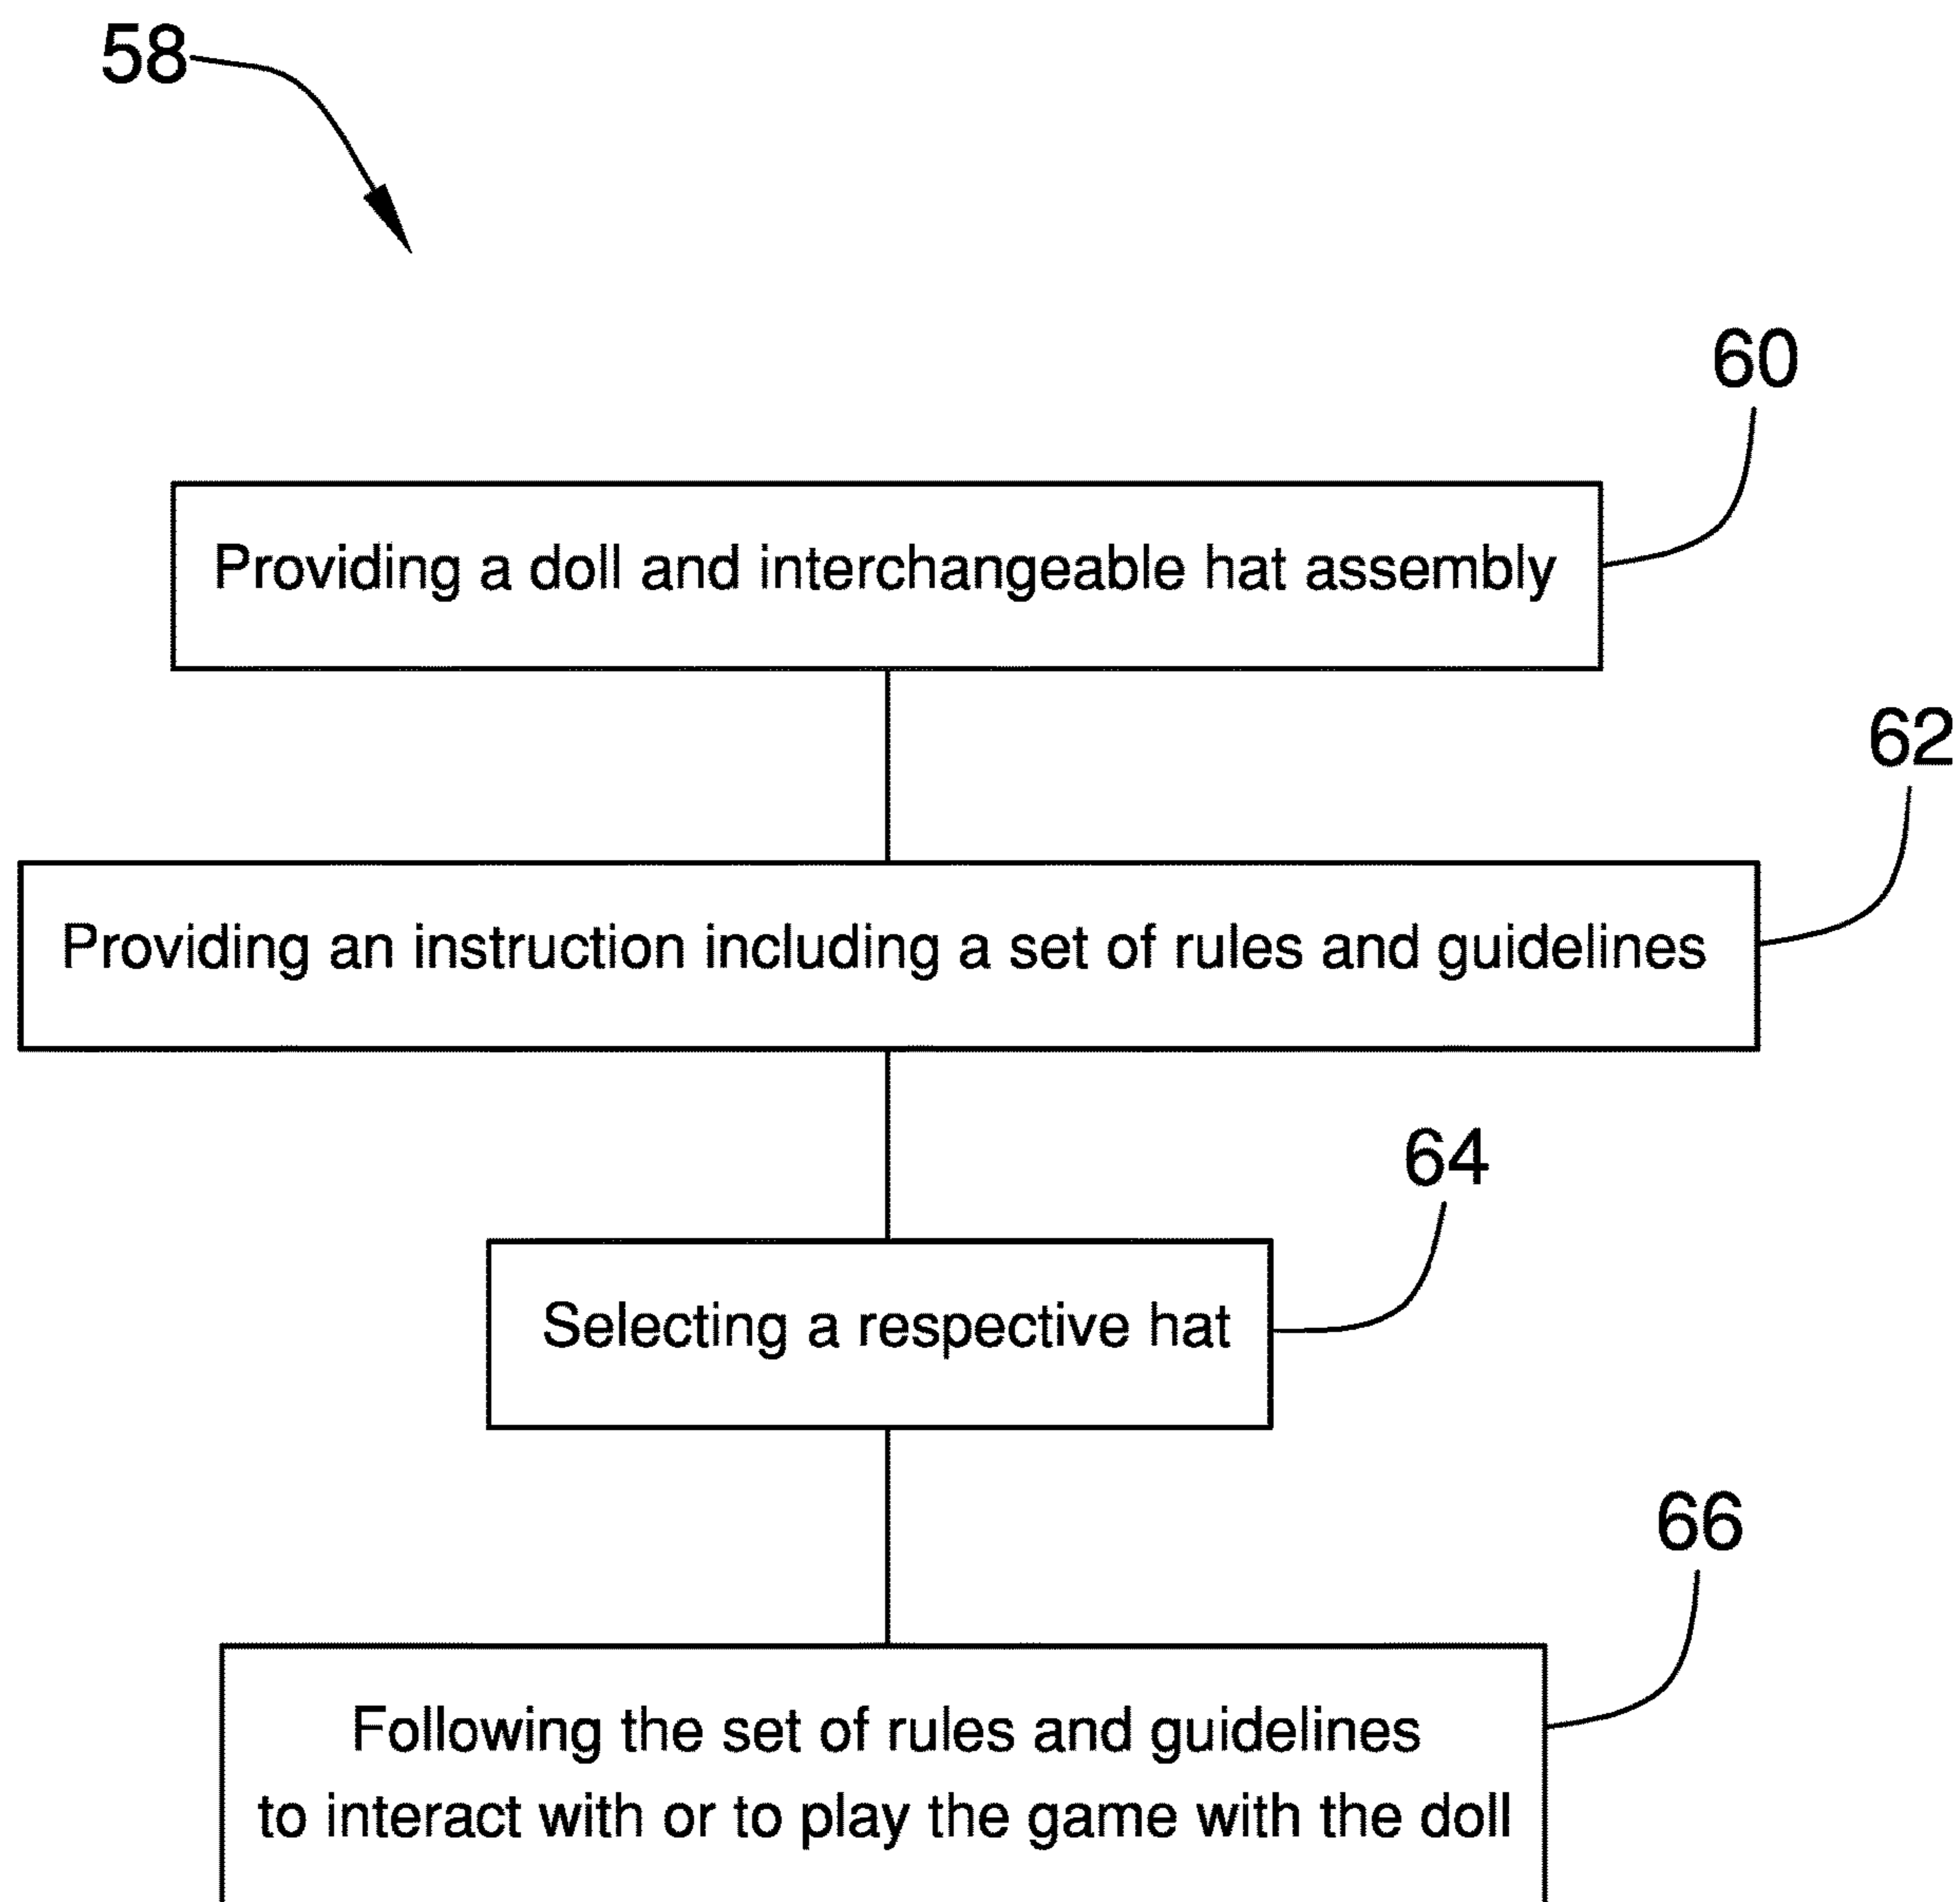 58
60
Providing a doll and interchangeable hat assembly
62
Providing an instruction including a set of rules and guidelines
64
Selecting a respective hat
66
Following the set of rules and guidelines
to interact with or to play the game with the doll